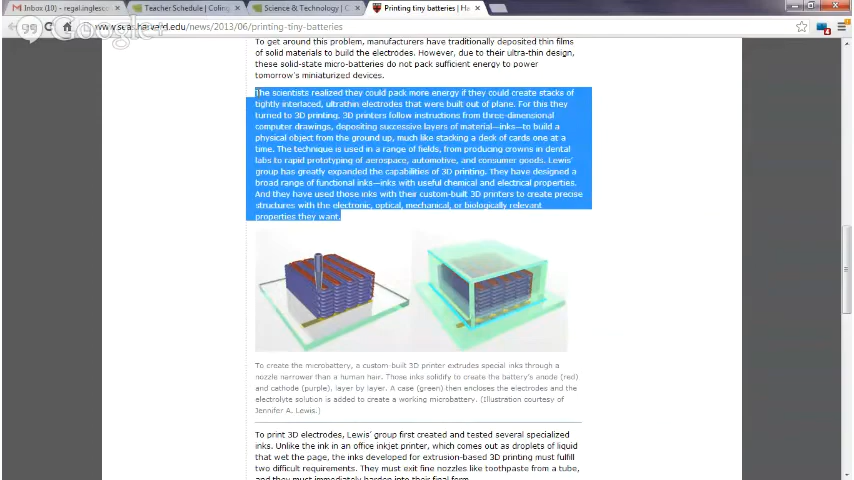 Inbox (10) - regal.inglesco
Teacher Schedule | Colin
Science & Technology | C
Printing tiny batteries | Ha
www.seas.harvard.edu/news/2013/06/printing-tiny-batteries
Google+
To get around this problem, manufacturers have traditionally deposited thin films
of solid materials to build the electrodes. However, due to their ultra-thin design,
these solid-state micro-batteries do not pack sufficient energy to power
tomorrow's miniaturized devices.
The scientists realized they could pack more energy if they could create stacks of
tightly interlaced, ultrathin electrodes that were built out of plane. For this they
turned to 3D printing. 3D printers follow instructions from three-dimensional
computer drawings, depositing successive layers of material—inks—to build a
physical object from the ground up, much like stacking a deck of cards one at a
time. The technique is used in a range of fields, from producing crowns in dental
labs to rapid prototyping of aerospace, automotive, and consumer goods. Lewis'
group has greatly expanded the capabilities of 3D printing. They have designed a
broad range of functional inks—inks with useful chemical and electrical properties.
And they have used those inks with their custom-built 3D printers to create precise
structures with the electronic, optical, mechanical, or biologically relevant
properties they want.
To create the microbattery, a custom-built 3D printer extrudes special inks through a
nozzle narrower than a human hair. Those inks solidify to create the battery's anode (red)
and cathode (purple), layer by layer. A case (green) then encloses the electrodes and the
electrolyte solution is added to create a working microbattery. (Illustration courtesy of
Jennifer A. Lewis.)
To print 3D electrodes, Lewis' group first created and tested several specialized
inks. Unlike the ink in an office inkjet printer, which comes out as droplets of liquid
that wet the page, the inks developed for extrusion-based 3D printing must fulfill
two difficult requirements. They must exit fine nozzles like toothpaste from a tube,
and they must immediately harden into their final form.